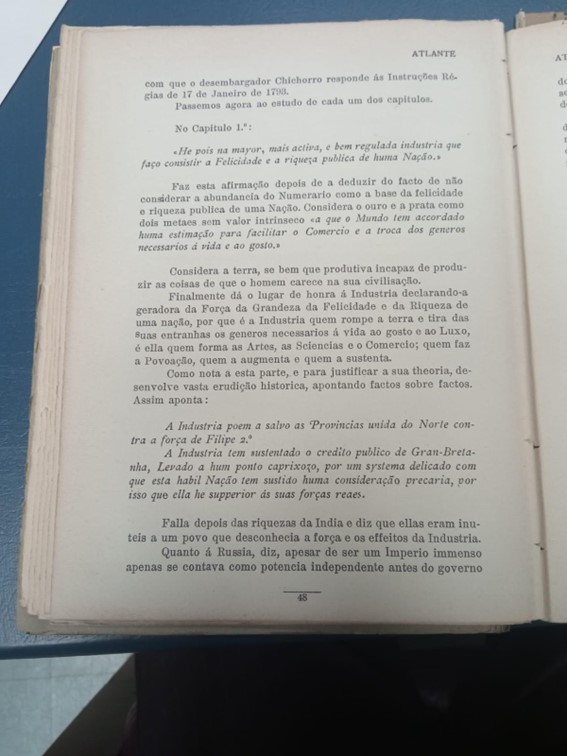 ATLANTE
com que o desembargador Chichorro responde ás Instruções Ré-
gias de 17 de Janeiro de 1793.
Passemos agora ao estudo de cada um dos capitulos.
No Capitulo 1.º:
«He pois na mayor, mais activa, e bem regulada industria que
faço consistir a Felicidade e a riqueza publica de huma Nação.»
Faz esta afirmação depois de a deduzir do facto de não
considerar a abundancia do Numerario como a base da felicidade
e riqueza publica de uma Nação. Considera o ouro e a prata como
dois metaes sem valor intrinseco «a que o Mundo tem accordado
huma estimação para facilitar o Comercio e a troca dos generos
necessarios á vida e ao gosto.»
Considera a terra, se bem que produtiva incapaz de produ-
zir as coisas de que o homem carece na sua civilisação.
Finalmente dá o lugar de honra á Industria declarando-a
geradora da Força da Grandeza da Felicidade e da Riqueza de
uma nação, por que é a Industria quem rompe a terra e tira das
suas entranhas os generos necessarios á vida ao gosto e ao Luxo,
é ella quem forma as Artes, as Sciencias e o Comercio; quem faz
a Povoação, quem a augmenta e quem a sustenta.
Como nota a esta parte, e para justificar a sua theoria, de-
senvolve vasta erudição historica, apontando factos sobre factos.
Assim aponta:
A Industria poem a salvo as Provincias unida do Norte con-
tra a força de Filipe 2.º
A Industria tem sustentado o credito publico de Gran-Breta-
nha, Levado a hum ponto caprixozo, por um systema delicado com
que esta habil Nação tem sustido huma consideração precaria, por
isso que ella he supperior ás suas forças reaes.
Falla depois das riquezas da India e diz que ellas eram inu-
teis a um povo que desconhecia a força e os effeitos da Industria.
Quanto á Russia, diz, apesar de ser um Imperio immenso
apenas se contava como potencia independente antes do governo
48
AT